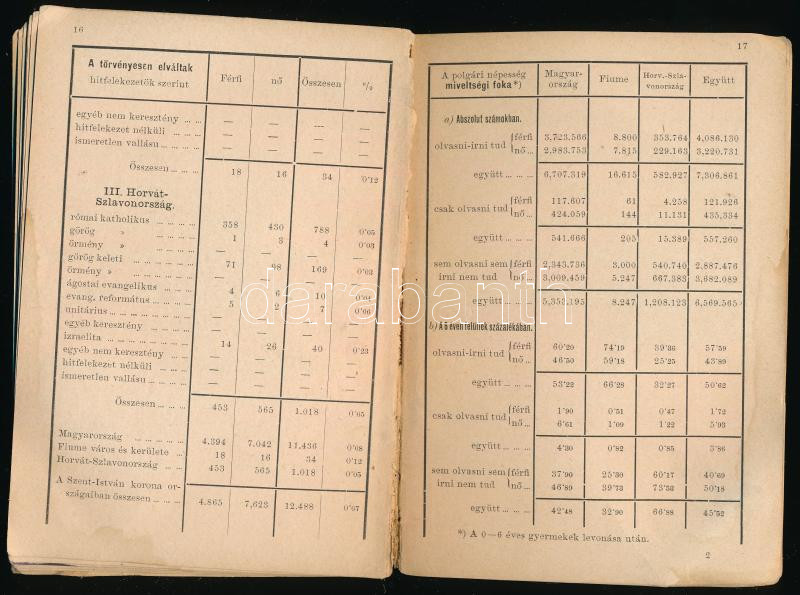 16
A törvényesen elváltak
hitfelekezetök szerint
Férfi nő Összesen %
egyéb nem keresztény ... ... — — — —
hitfelekezet nélküli ... ... ... — — — —
ismeretlen vallásu ... ... ... — — — —
Összesen ... ... ... 18 16 34 0·12
III. Horvát-
Szlavonország.
római katholikus ... ... ... ... 358 430 788 0·05
görög » ... ... ... ... 1 3 4 0·03
örmény » ... ... ... ... — — — —
görög keleti ... ... ... ... 71 98 169 0·03
örmény » ... ... ... ... — — — —
ágostai evangelikus ... ... ... 4 6 10 0·04
evang. református ... ... ... 5 2 7 0·06
unitárius ... ... ... ... — — — —
egyéb keresztény ... ... ... — — — —
izraelita ... ... ... ... 14 26 40 0·23
egyéb nem keresztény ... ... — — — —
hitfelekezet nélküli ... ... ... — — — —
ismeretlen vallásu ... ... ... — — — —
Összesen ... ... ... 453 565 1.018 0·05
Magyarország ... ... ... ... 4.394 7.042 11.436 0·08
Fiume város és kerülete ... ... 18 16 34 0·12
Horvát-Szlavonország ... ... 453 565 1.018 0·05
A Szent-István korona or-
szágaiban összesen ... ... ... 4.865 7,623 12,488 0·07
17
A polgári népesség
míveltségi foka*)
Magyar-
ország
Fiume
Horv.-Szla-
vonország
Együtt
a) Abszolut számokban.
olvasni-irni tud férfi 3,723.566 8.800 353.764 4,086.130
nő ... 2,983.753 7.815 229.163 3,220.731
együtt ... ... ... 6,707.319 16.615 582.927 7,306.861
csak olvasni tud férfi 117.607 61 4.258 121.926
nő ... 424.059 144 11.131 435.334
együtt ... ... ... 541.666 205 15.389 557.260
sem olvasni sem férfi 2,343.736 3.000 540.740 2,887.476
irni nem tud nő ... 3,009.459 5.247 667.383 3,682.089
együtt ... ... ... 5,353.195 8.247 1,208.123 6,569.565
b) A 6 éven felüliek százalékában.
olvasni-irni tud férfi 60·20 74·19 39·36 57·59
nő ... 46·50 59·18 25·25 43·89
együtt ... ... ... 53·22 66·28 32·27 50·62
csak olvasni tud férfi 1·90 0·51 0·47 1·72
nő ... 6·61 1·09 1·22 5·93
együtt ... ... ... 4·30 0·82 0·85 3·86
sem olvasni sem férfi 37·90 25·30 60·17 40·69
irni nem tud nő ... 46·89 39·73 73·53 50·18
együtt ... ... ... 42·48 32·90 66·88 45·52
*) A 0—6 éves gyermekek levonása után.
2
darabanth